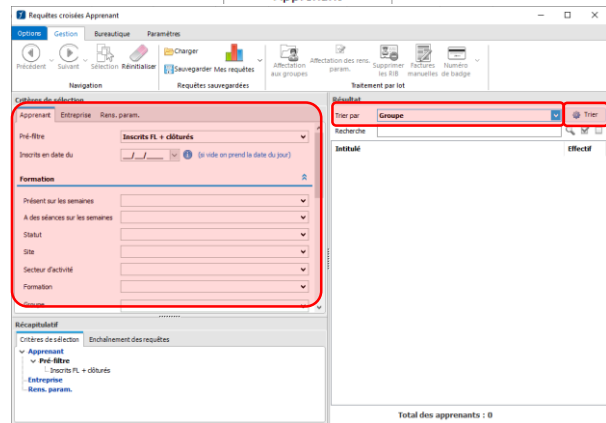 Apprenant
Requêtes croisées Apprenant
Options Gestion Bureautique Paramètres
Précédent Suivant Sélection Réinitialiser
Charger
Sauvegarder Mes requêtes
Affectation aux groupes
Affectation des rens. param.
Supprimer les RIB
Factures manuelles
Numéro de badge
Navigation Requêtes sauvegardées Traitement par lot
Critères de sélection
Apprenant Entreprise Rens. param.
Pré-filtre Inscrits FL + clôturés
Inscrits en date du __/__/____ (si vide on prend la date du jour)
Formation
Présent sur les semaines
A des séances sur les semaines
Statut
Site
Secteur d'activité
Formation
Groupe
Récapitulatif
Critères de sélection Enchaînement des requêtes
Apprenant
Pré-filtre
Inscrits FL + clôturés
Entreprise
Rens. param.
Résultat
Trier par Groupe Trier
Recherche
Intitulé Effectif
Total des apprenants : 0